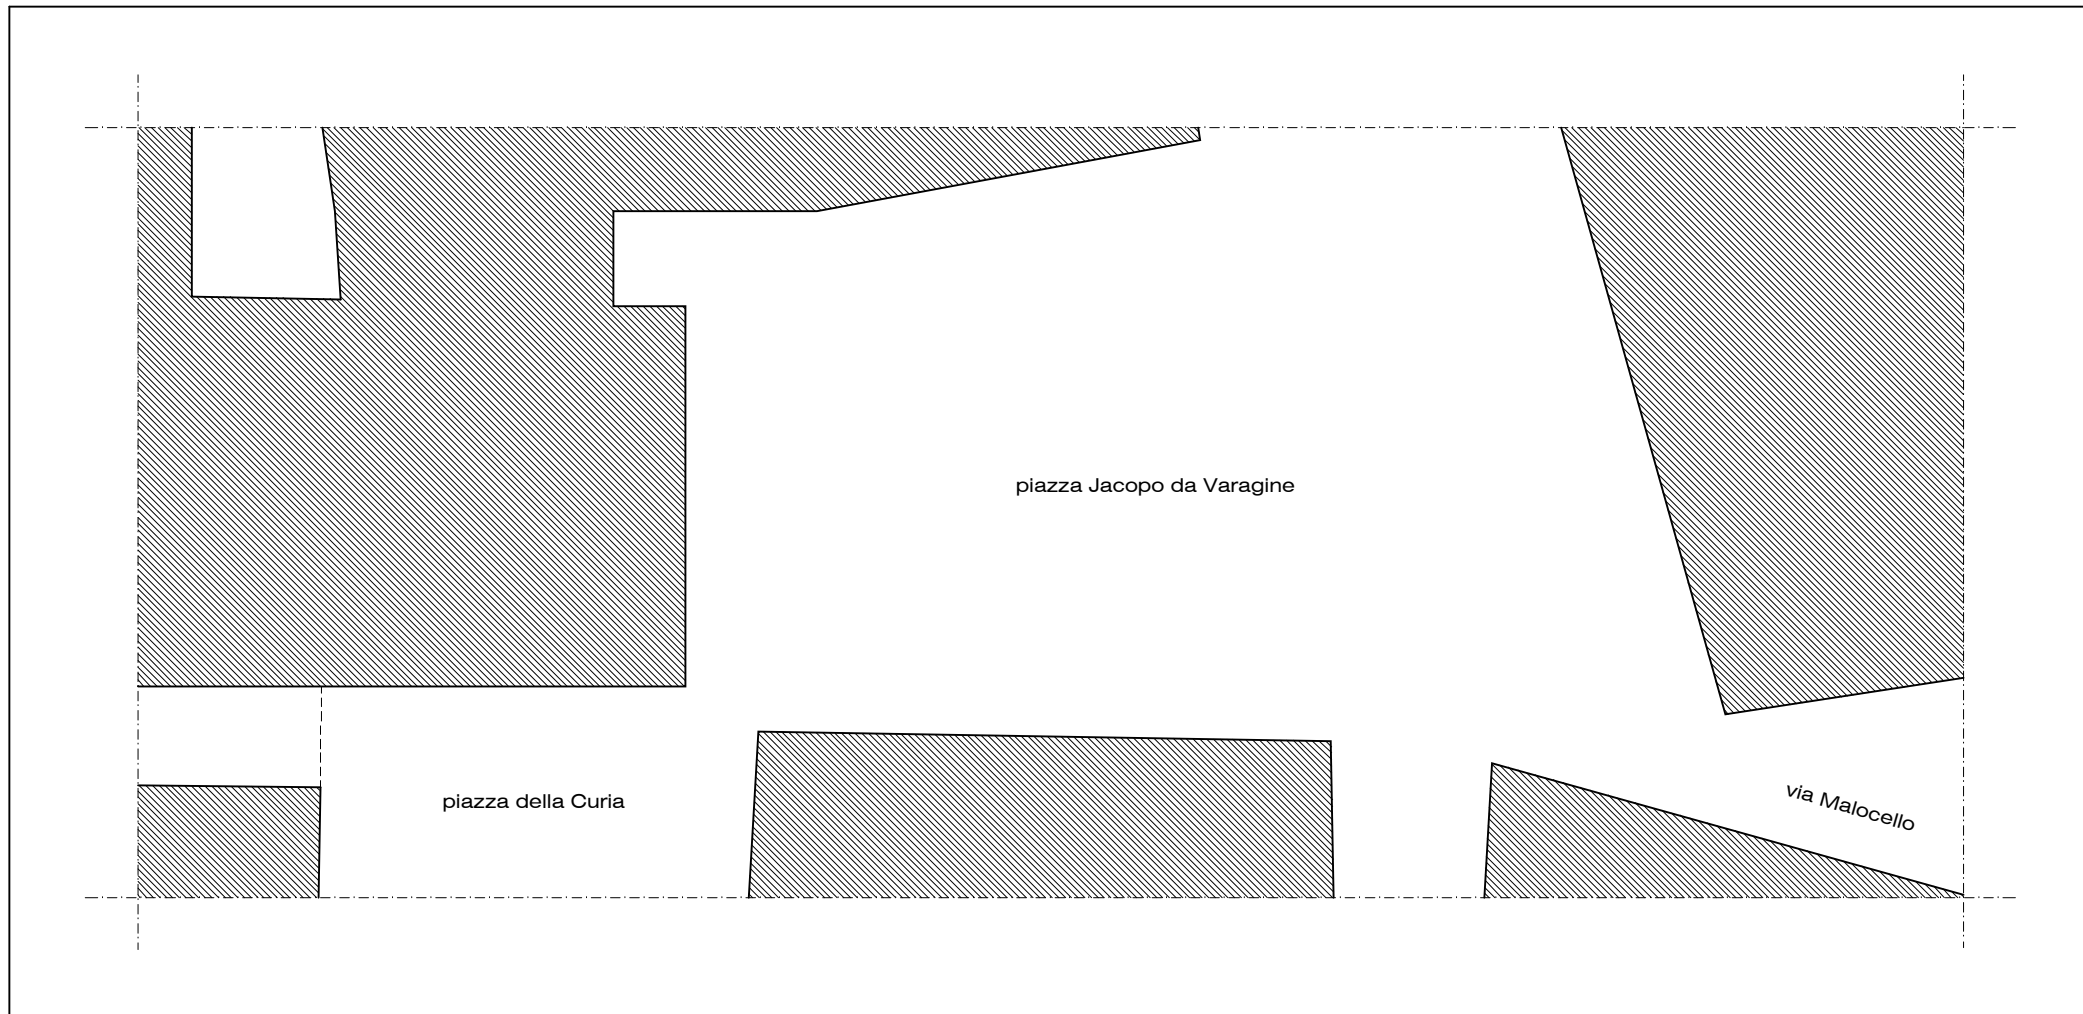 piazza Jacopo da Varagine
piazza della Curia
via Malocello